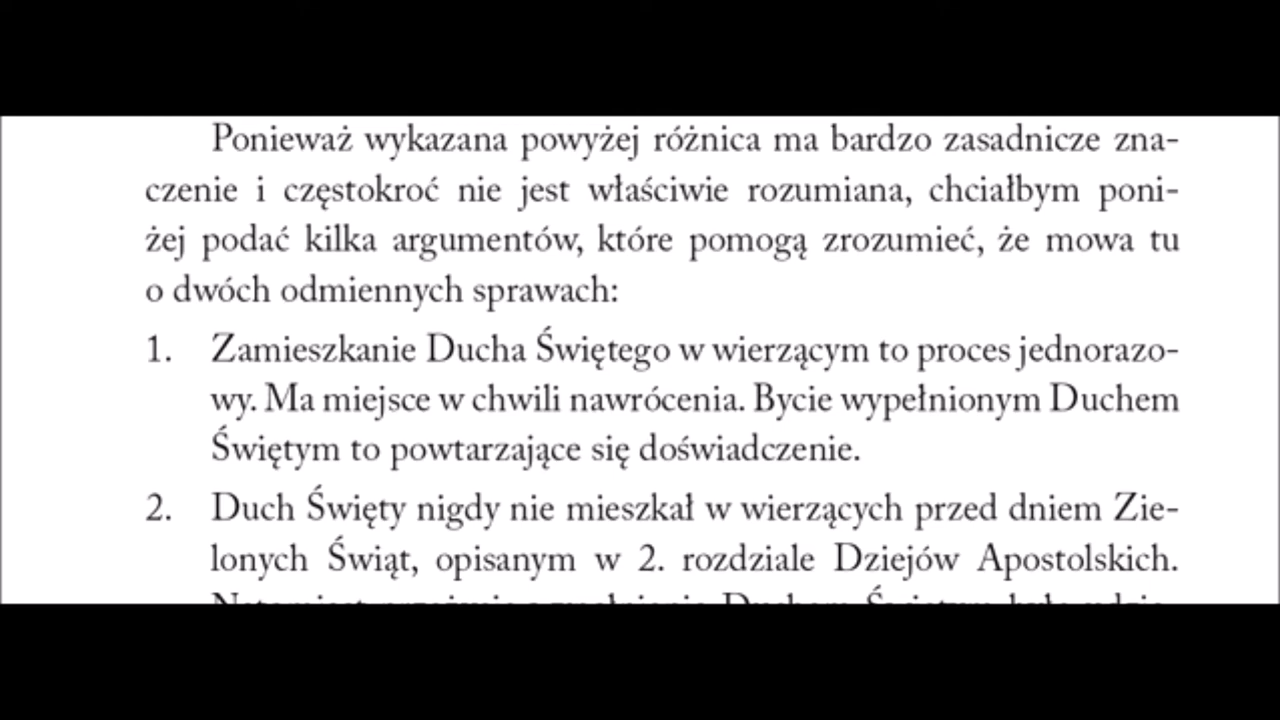 Ponieważ wykazana powyżej różnica ma bardzo zasadnicze zna-
czenie i częstokroć nie jest właściwie rozumiana, chciałbym poni-
żej podać kilka argumentów, które pomogą zrozumieć, że mowa tu
o dwóch odmiennych sprawach:
1. Zamieszkanie Ducha Świętego w wierzącym to proces jednorazo-
wy. Ma miejsce w chwili nawrócenia. Bycie wypełnionym Duchem
Świętym to powtarzające się doświadczenie.
2. Duch Święty nigdy nie mieszkał w wierzących przed dniem Zie-
lonych Świąt, opisanym w 2. rozdziale Dziejów Apostolskich.